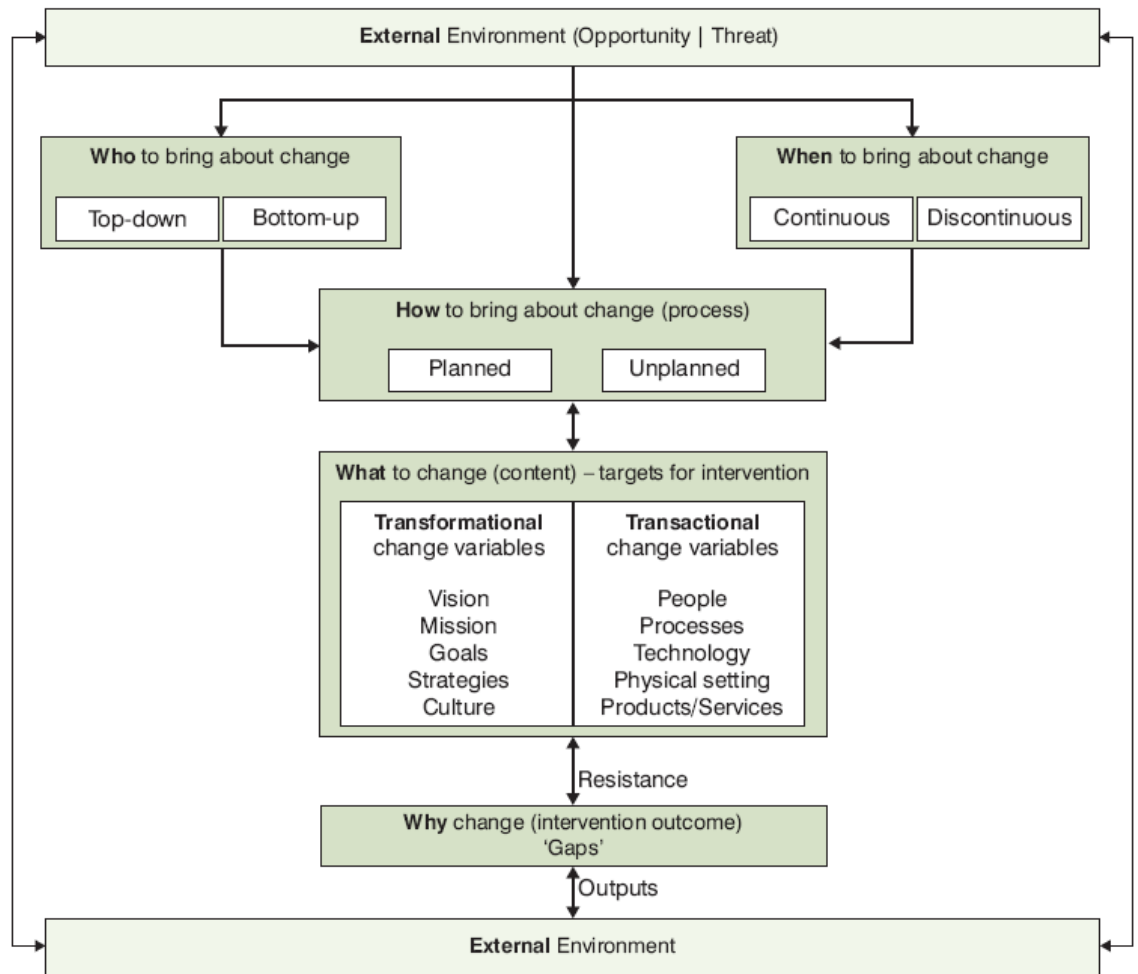 External Environment (Opportunity | Threat)
Who to bring about change
Top-down
Bottom-up
When to bring about change
Continuous
Discontinuous
How to bring about change (process)
Planned
Unplanned
What to change (content) – targets for intervention
Transformational
change variables
Vision
Mission
Goals
Strategies
Culture
Transactional
change variables
People
Processes
Technology
Physical setting
Products/Services
Resistance
Why change (intervention outcome)
‘Gaps’
Outputs
External Environment